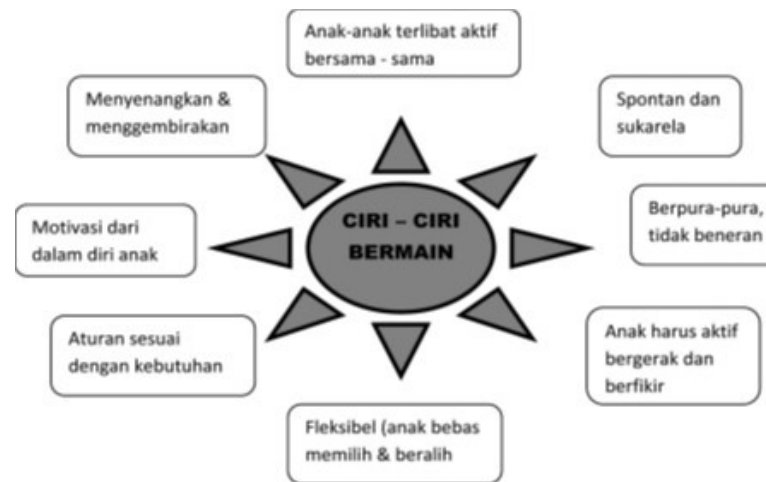 Anak-anak terlibat aktif
bersama - sama
Menyenangkan &
menggembirakan
Spontan dan
sukarela
CIRI – CIRI
BERMAIN
Motivasi dari
dalam diri anak
Berpura-pura,
tidak beneran
Aturan sesuai
dengan kebutuhan
Anak harus aktif
bergerak dan
berfikir
Fleksibel (anak bebas
memilih & beralih